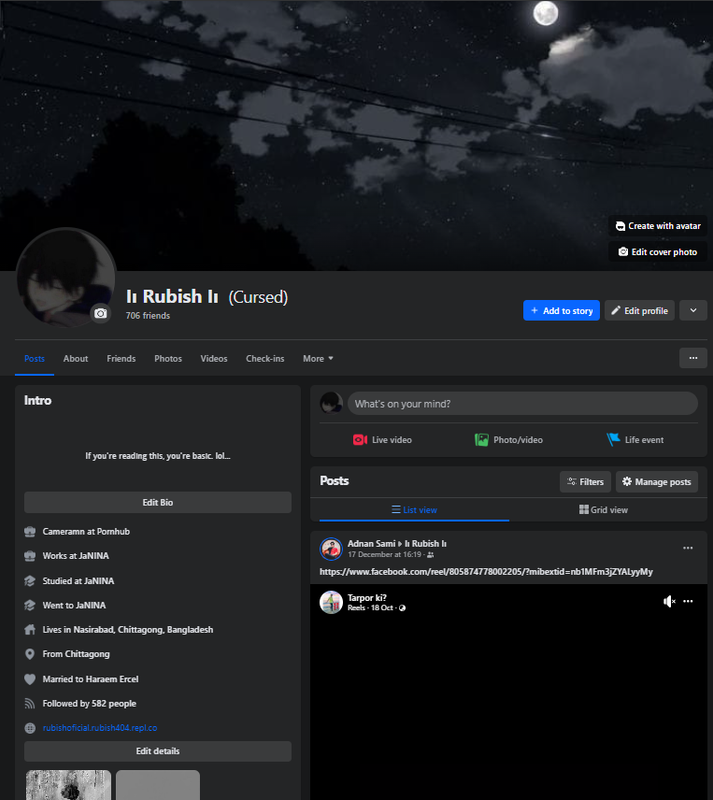 Create with avatar
Edit cover photo
lı Rubish lı (Cursed)
706 friends
+ Add to story
Edit profile
Posts
About
Friends
Photos
Videos
Check-ins
More
Intro
If you're reading this, you're basic. lol...
Edit Bio
Cameramn at Pornhub
Works at JaNINA
Studied at JaNINA
Went to JaNINA
Lives in Nasirabad, Chittagong, Bangladesh
From Chittagong
Married to Haraem Ercel
Followed by 582 people
rubishoficial.rubish404.repl.co
Edit details
What's on your mind?
Live video
Photo/video
Life event
Posts
Filters
Manage posts
List view
Grid view
Adnan Sami ▸ lı Rubish lı
17 December at 16:19 ·
https://www.facebook.com/reel/805874778002205/?mibextid=nb1MFm3jZYALyyMy
Tarpor ki?
Reels · 18 Oct ·